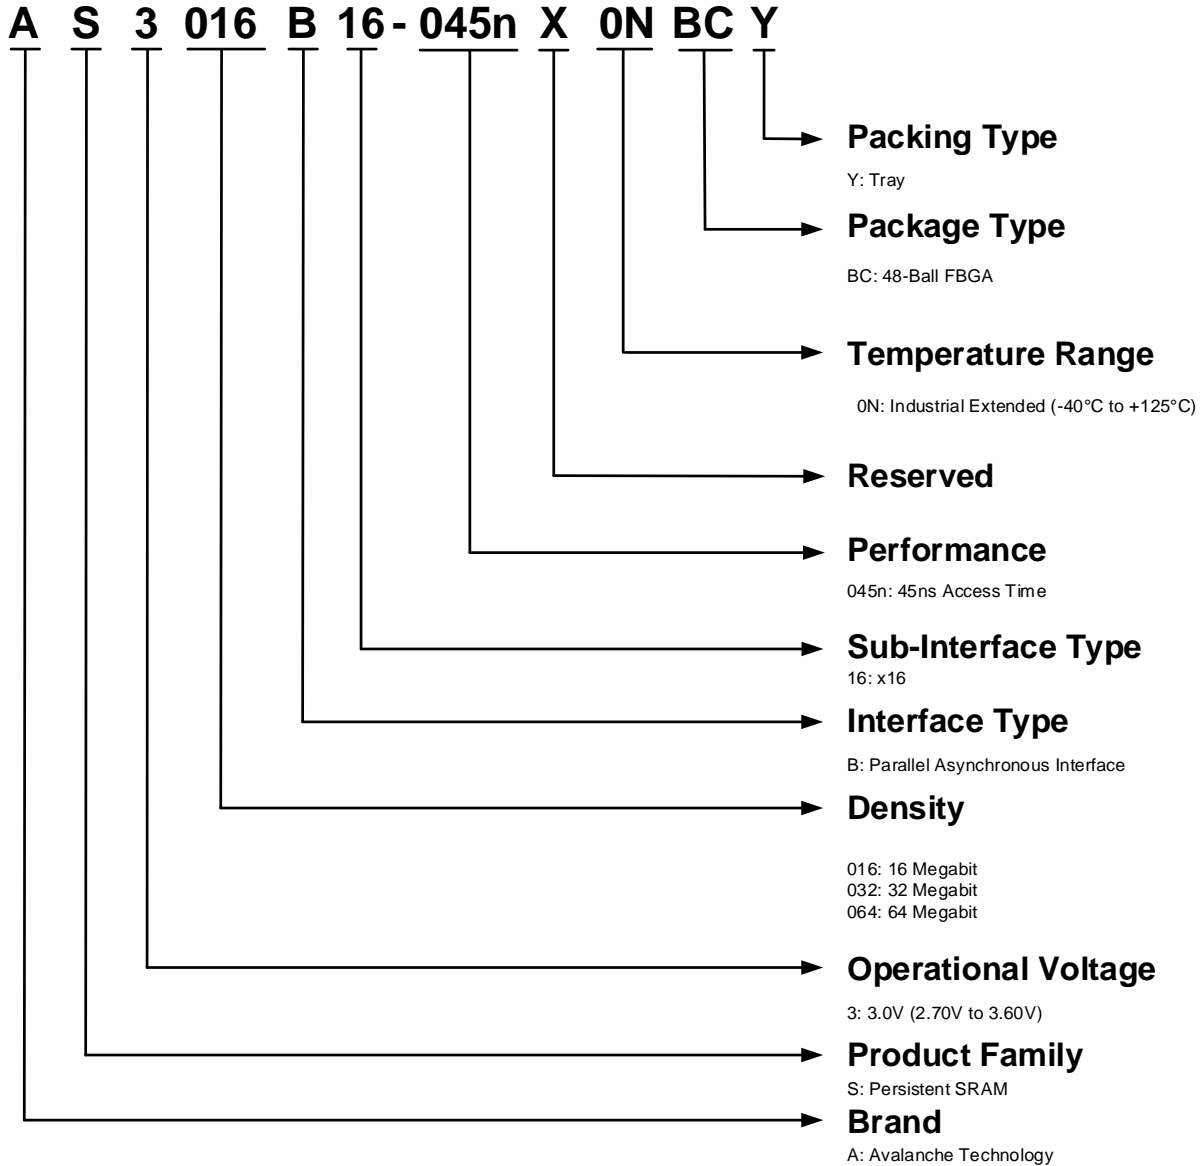 A S 3 016 B 16 - 045n X 0N BC Y
Packing Type
Y: Tray
Package Type
BC: 48-Ball FBGA
Temperature Range
0N: Industrial Extended (-40°C to +125°C)
Reserved
Performance
045n: 45ns Access Time
Sub-Interface Type
16: x16
Interface Type
B: Parallel Asynchronous Interface
Density
016: 16 Megabit
032: 32 Megabit
064: 64 Megabit
Operational Voltage
3: 3.0V (2.70V to 3.60V)
Product Family
S: Persistent SRAM
Brand
A: Avalanche Technology